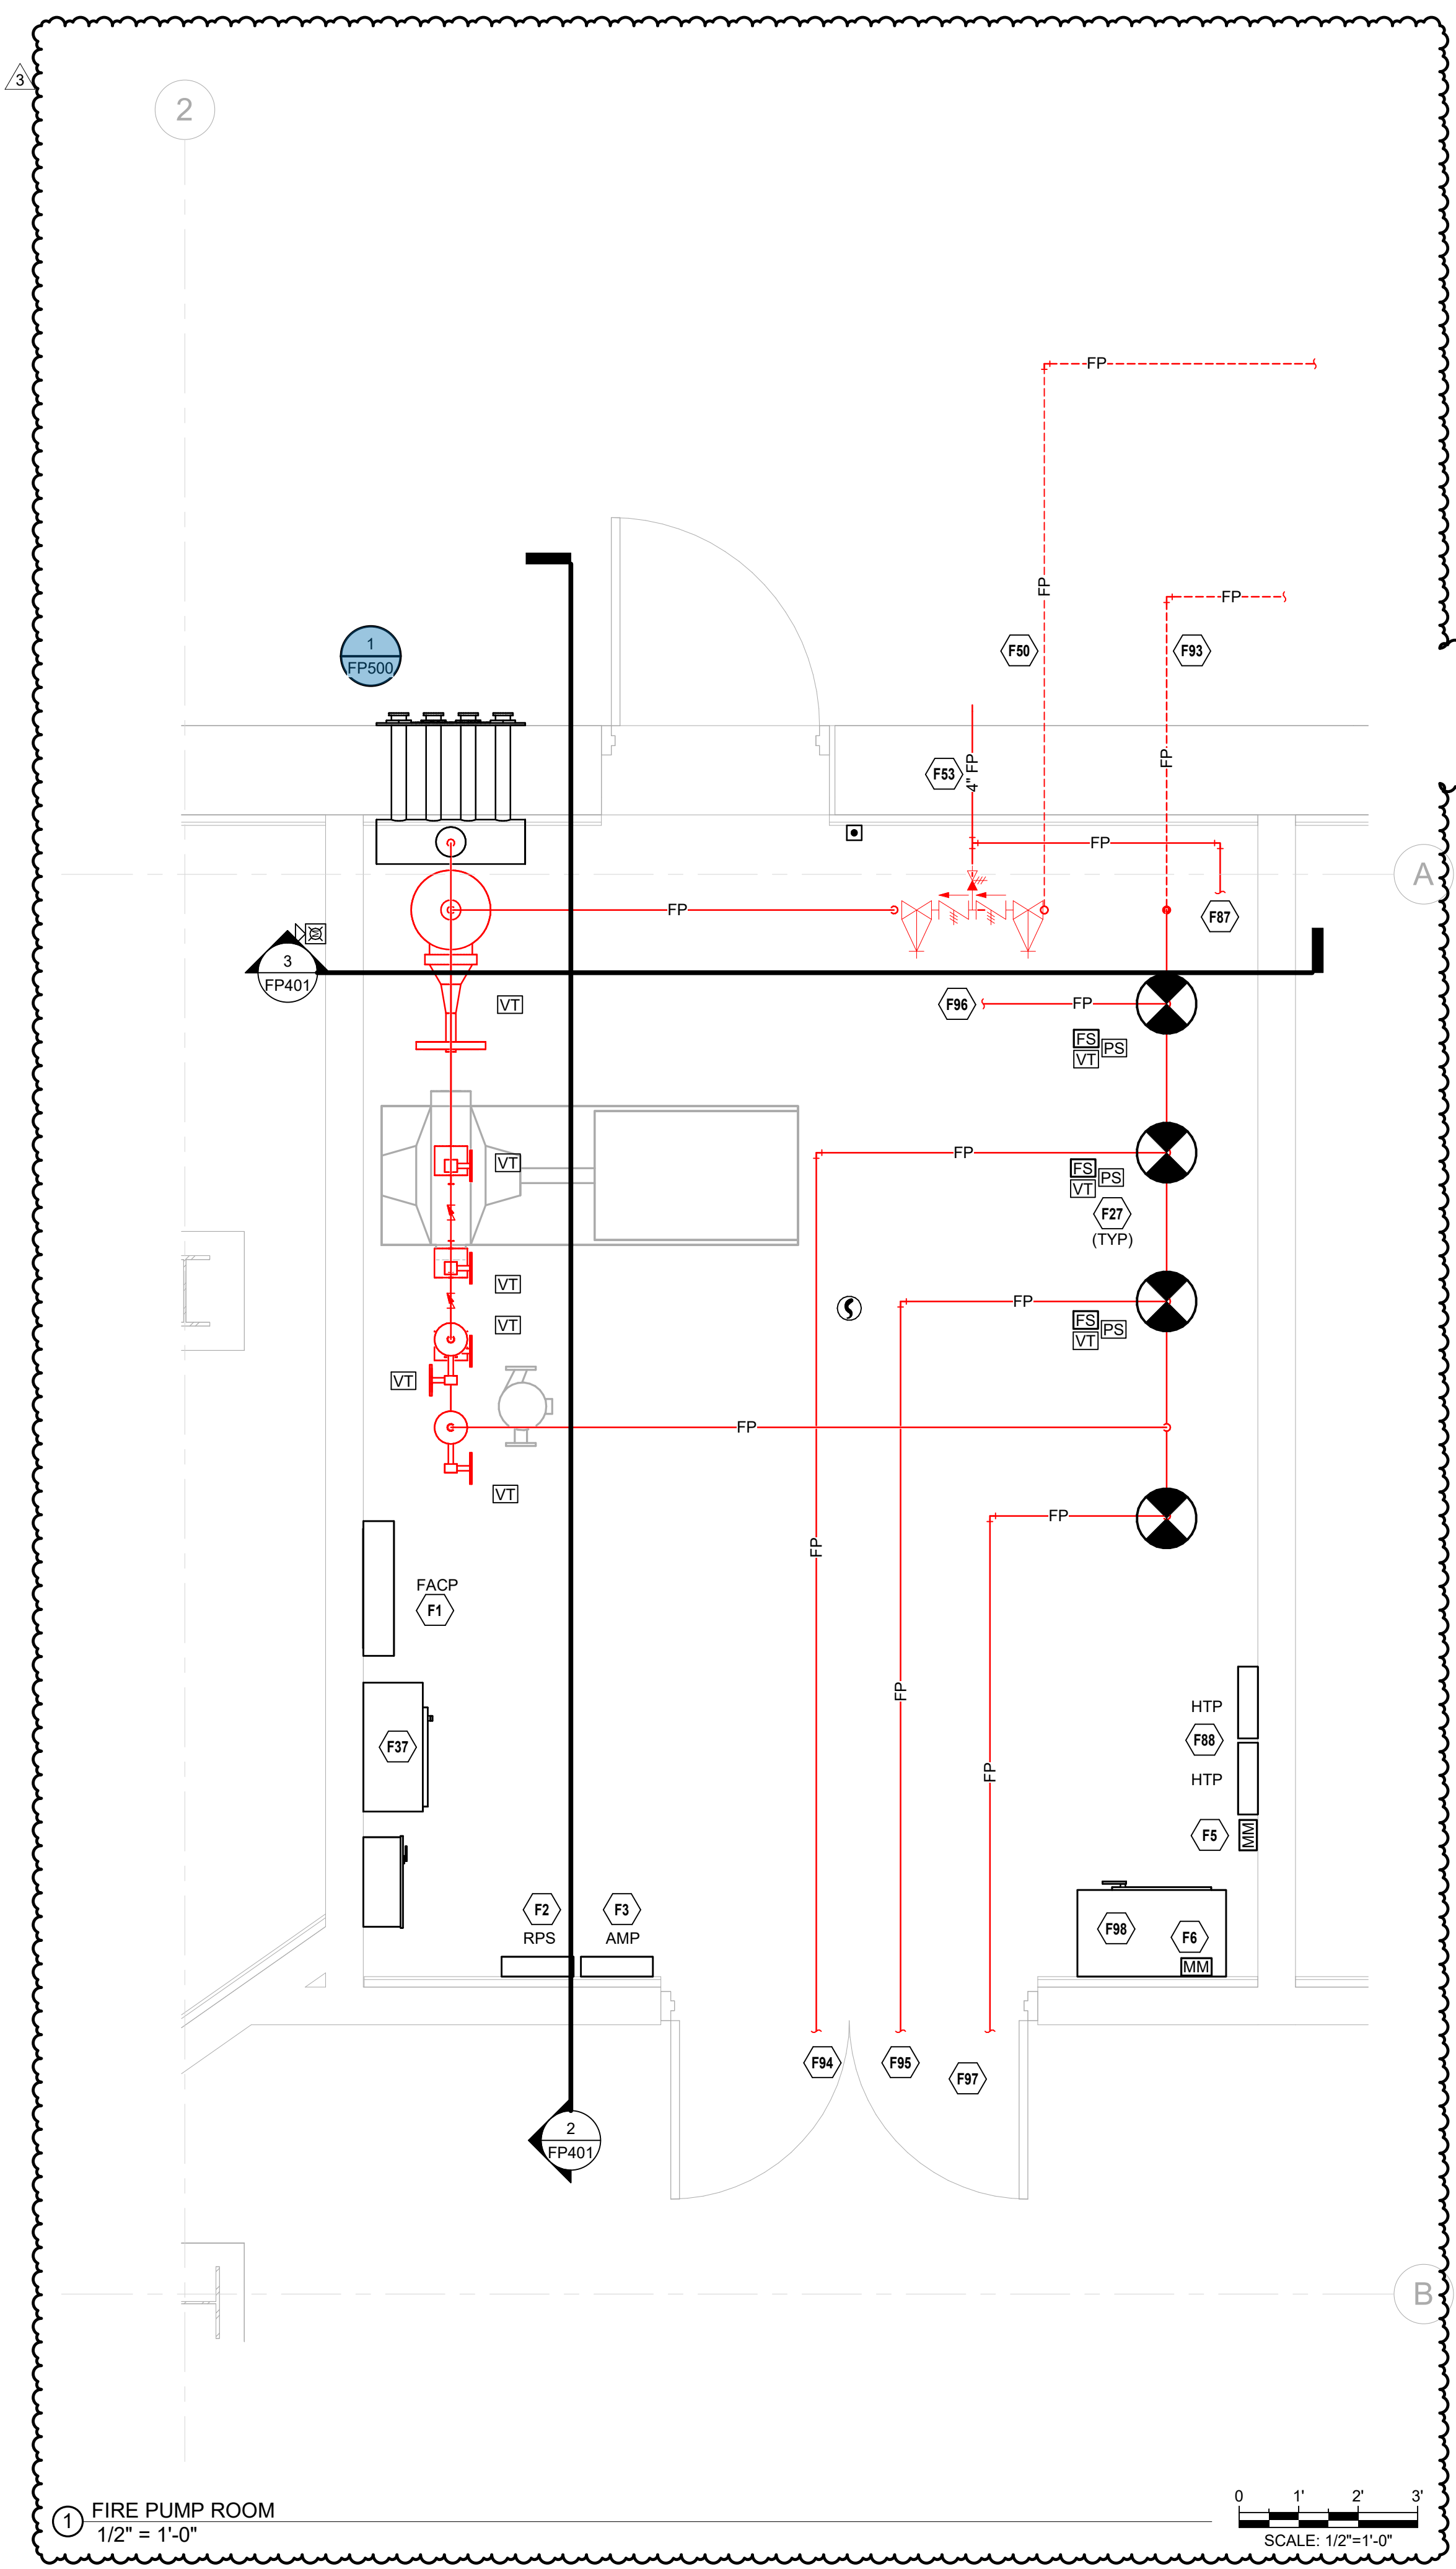 3
2
FP
FP
FP
1
FP500
F50
F93
FP
F53
4" FP
FP
A
FP
F87
3
FP401
VT
F96
FP
FS
PS
VT
FP
VT
FS
PS
VT
F27
(TYP)
VT
FP
FS
PS
VT
VT
VT
FP
VT
FP
FP
FACP
F1
FP
HTP
F88
F37
FP
HTP
F5
MM
F2
F3
RPS
AMP
F98
F6
MM
F94
F95
F97
2
FP401
B
1
FIRE PUMP ROOM
1/2" = 1'-0"
0 1' 2' 3'
SCALE: 1/2"=1'-0"